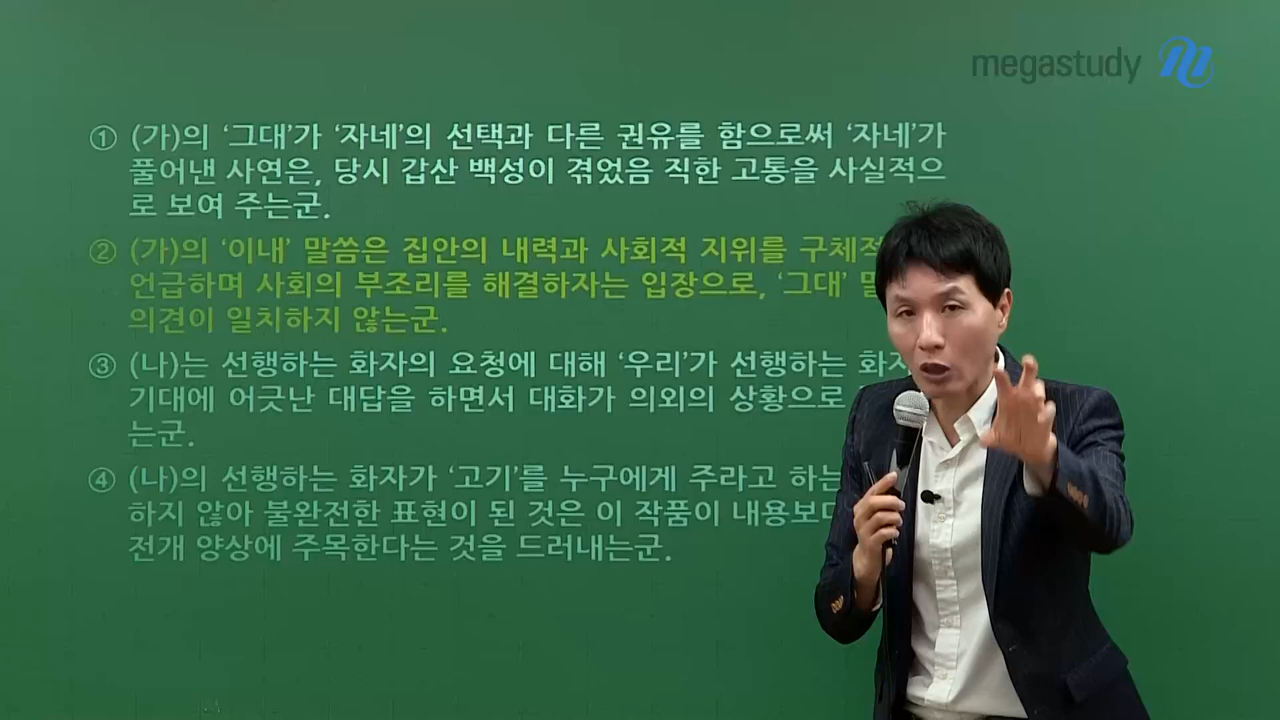 megastudy
① (가)의 ‘그대’가 ‘자네’의 선택과 다른 권유를 함으로써 ‘자네’가
풀어낸 사연은, 당시 갑산 백성이 겪었음 직한 고통을 사실적으
로 보여 주는군.
② (가)의 ‘이내’ 말씀은 집안의 내력과 사회적 지위를
언급하며 사회의 부조리를 해결하자는 입장으로, ‘그대’
의견이 일치하지 않는군.
③ (나)는 선행하는 화자의 요청에 대해 ‘우리’가 선행하는
기대에 어긋난 대답을 하면서 대화가 의외의 상황으로
는군.
④ (나)의 선행하는 화자가 ‘고기’를 누구에게 주라고 하는
하지 않아 불완전한 표현이 된 것은 이 작품이
전개 양상에 주목한다는 것을 드러내는군.